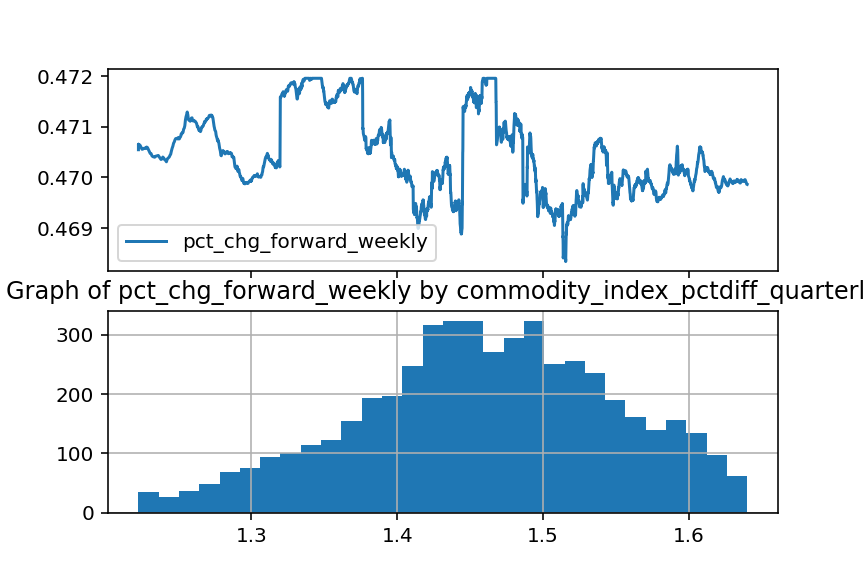 0.472
0.471
0.470
0.469
pct_chg_forward_weekly
Graph of pct_chg_forward_weekly by commodity_index_pctdiff_quarterl
300
200
100
0
1.3 1.4 1.5 1.6